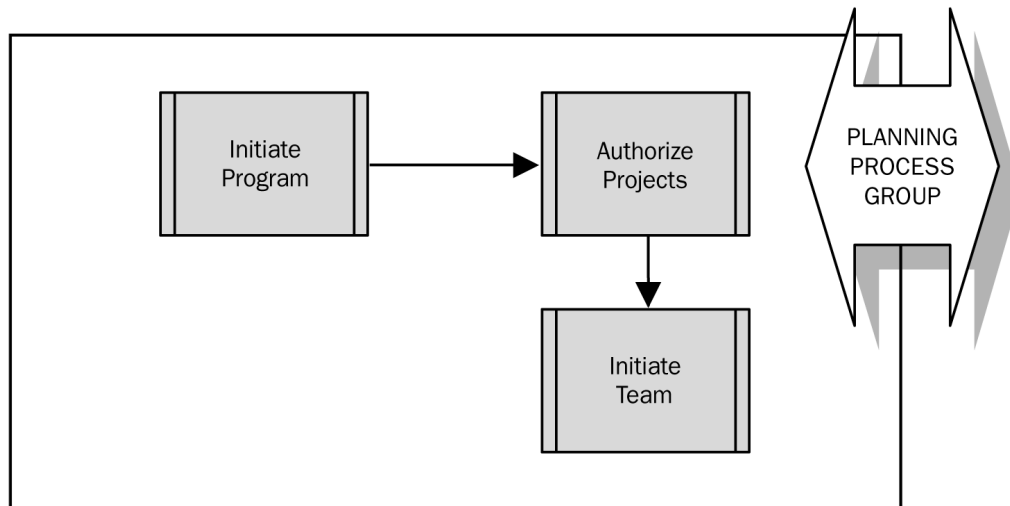 Initiate
Program
Authorize
Projects
PLANNING
PROCESS
GROUP
Initiate
Team